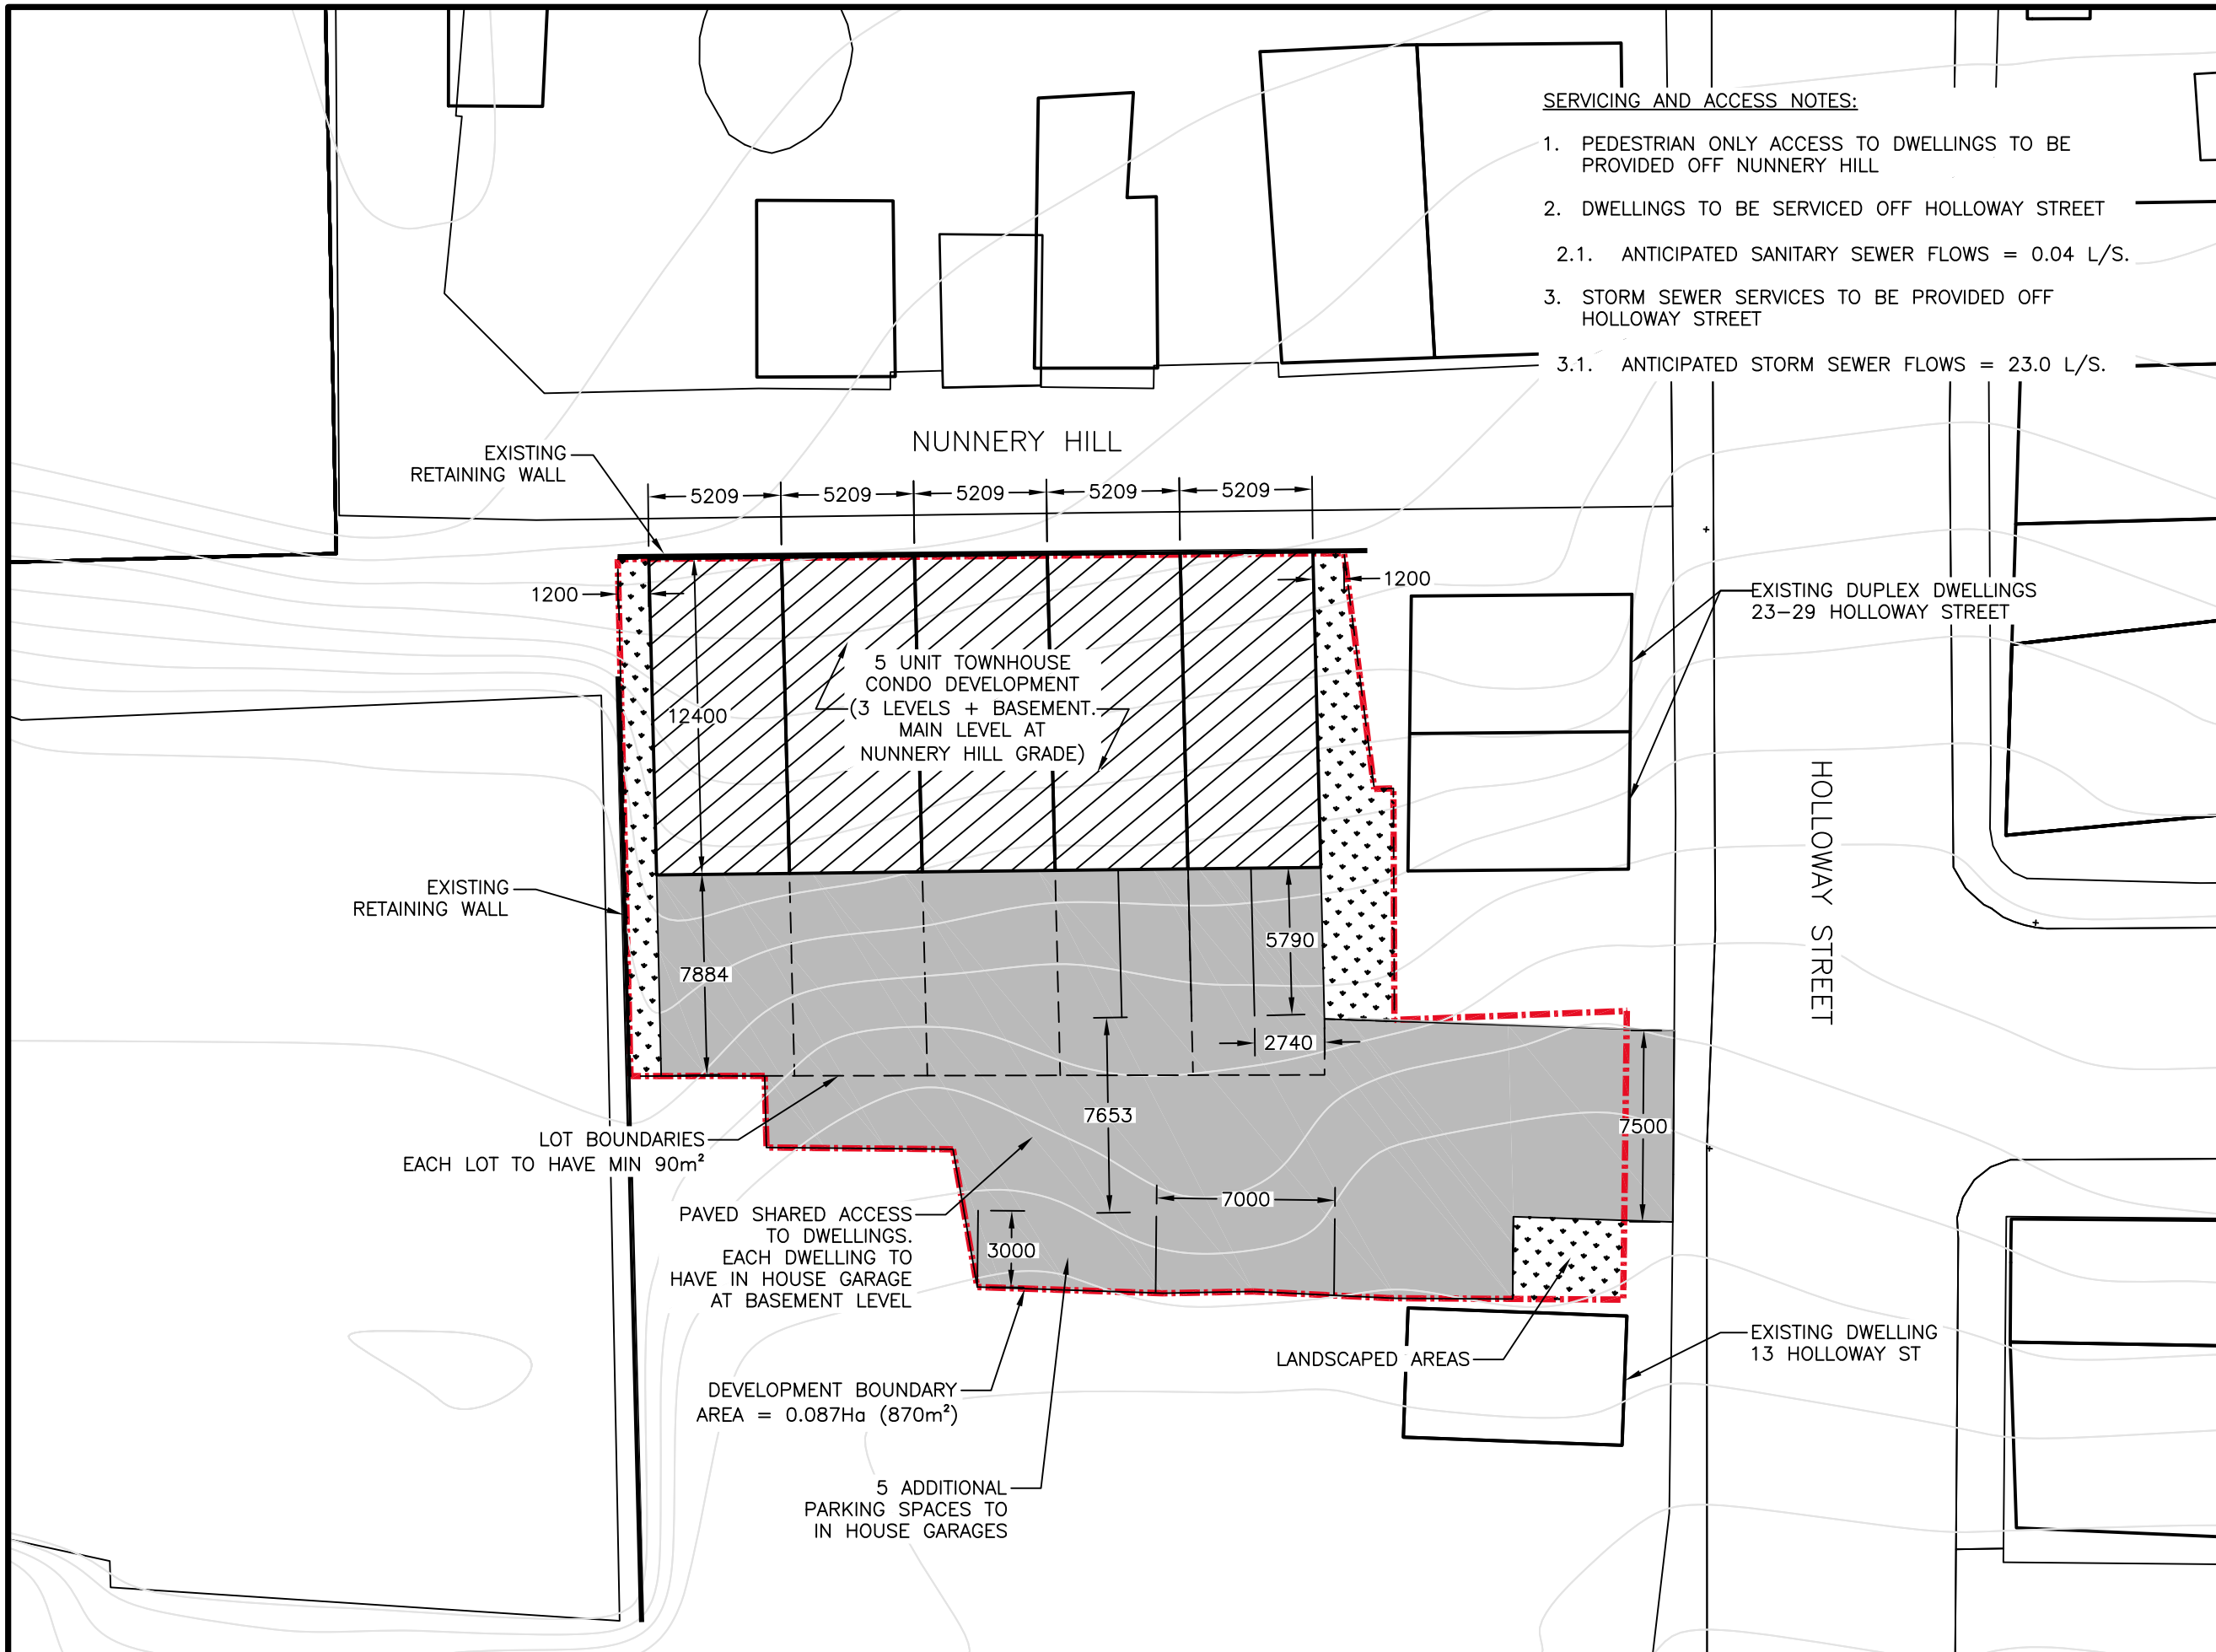 SERVICING AND ACCESS NOTES:
1. PEDESTRIAN ONLY ACCESS TO DWELLINGS TO BE
PROVIDED OFF NUNNERY HILL
2. DWELLINGS TO BE SERVICED OFF HOLLOWAY STREET
2.1. ANTICIPATED SANITARY SEWER FLOWS = 0.04 L/S.
3. STORM SEWER SERVICES TO BE PROVIDED OFF
HOLLOWAY STREET
3.1. ANTICIPATED STORM SEWER FLOWS = 23.0 L/S.
NUNNERY HILL
EXISTING
RETAINING WALL
5209
5209
5209
5209
5209
1200
1200
EXISTING DUPLEX DWELLINGS
23-29 HOLLOWAY STREET
5 UNIT TOWNHOUSE
CONDO DEVELOPMENT
(3 LEVELS + BASEMENT.
MAIN LEVEL AT
NUNNERY HILL GRADE)
12400
HOLLOWAY STREET
EXISTING
RETAINING WALL
7884
5790
2740
7653
7500
LOT BOUNDARIES
EACH LOT TO HAVE MIN 90m²
7000
PAVED SHARED ACCESS
TO DWELLINGS.
EACH DWELLING TO
HAVE IN HOUSE GARAGE
AT BASEMENT LEVEL
3000
LANDSCAPED AREAS
EXISTING DWELLING
13 HOLLOWAY ST
DEVELOPMENT BOUNDARY
AREA = 0.087Ha (870m²)
5 ADDITIONAL
PARKING SPACES TO
IN HOUSE GARAGES